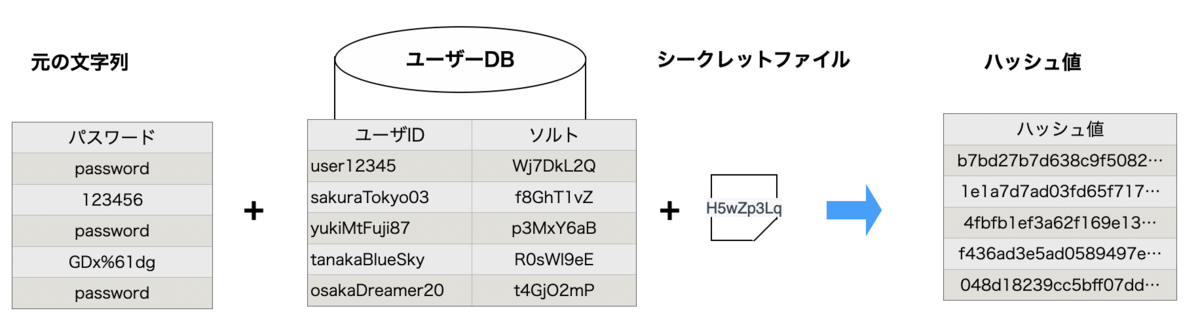 元の文字列
ユーザーDB
シークレットファイル
ハッシュ値
パスワード
password
123456
password
GDx%61dg
password
+
ユーザID ソルト
user12345 Wj7DkL2Q
sakuraTokyo03 f8GhT1vZ
yukiMtFuji87 p3MxY6aB
tanakaBlueSky R0sWl9eE
osakaDreamer20 t4GjO2mP
+
H5wZp3Lq
ハッシュ値
b7bd27b7d638c9f5082…
1e1a7d7ad03fd65f717…
4fbfb1ef3a62f169e13…
f436ad3e5ad0589497e…
048d18239cc5bff07dd…